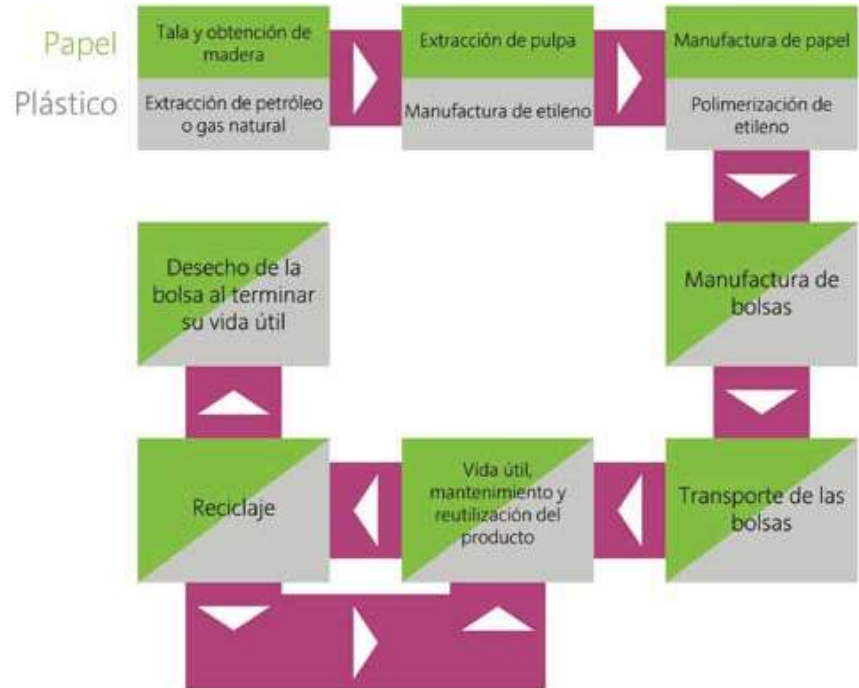 Papel
Tala y obtención de
madera
Extracción de pulpa
Manufactura de papel
Plástico
Extracción de petróleo
o gas natural
Manufactura de etileno
Polimerización de
etileno
Desecho de la
bolsa al terminar
su vida útil
Manufactura de
bolsas
Reciclaje
Vida útil,
mantenimiento y
reutilización del
producto
Transporte de las
bolsas